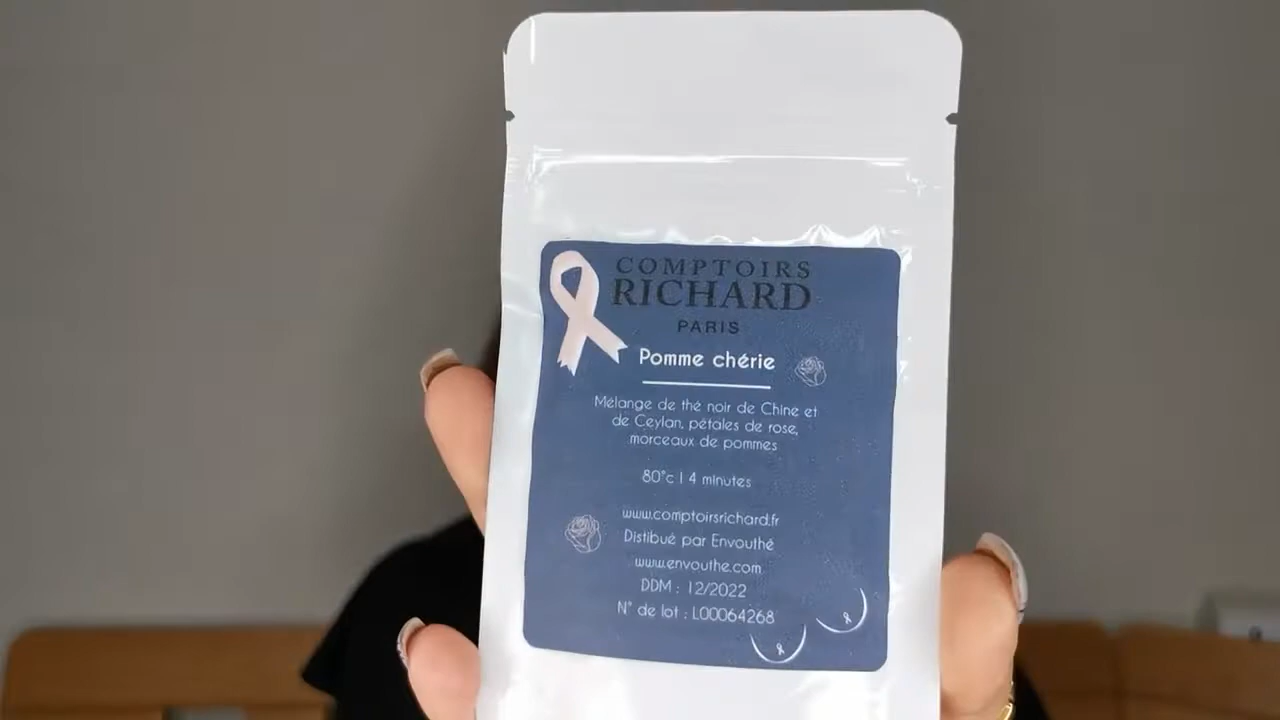 COMPTOIRS
RICHARD
PARIS
Pomme chérie
Mélange de thé noir de Chine et
de Ceylan, pétales de rose,
morceaux de pommes
80°c | 4 minutes
www.comptoirsrichard.fr
Distibué par Envouthé
www.envouthe.com
DDM : 12/2022
N° de lot : L00064268